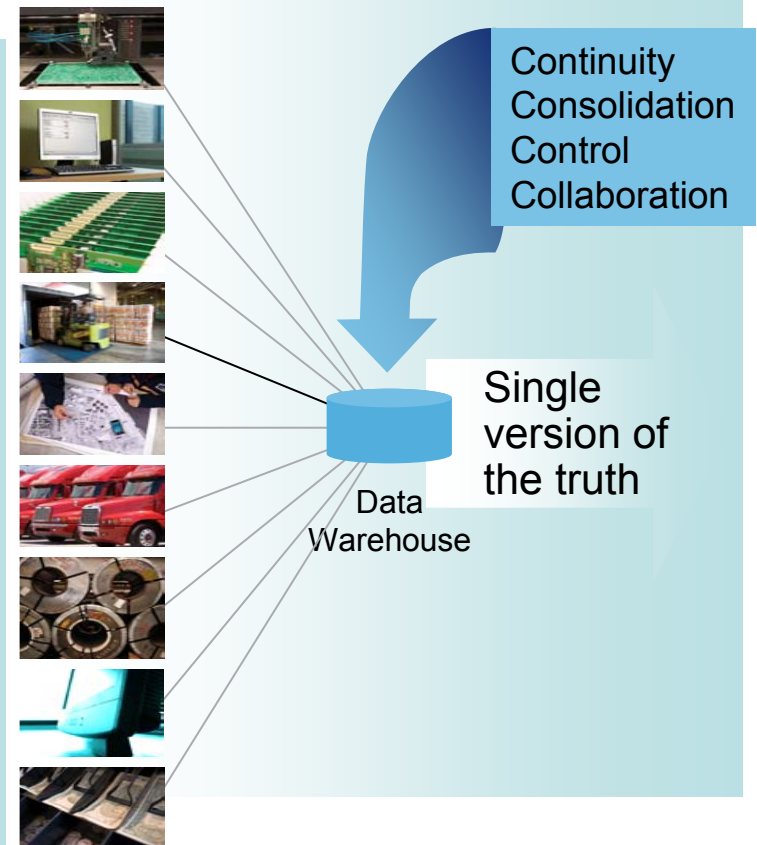 Continuity
Consolidation
Control
Collaboration
Single
version of
the truth
Data
Warehouse